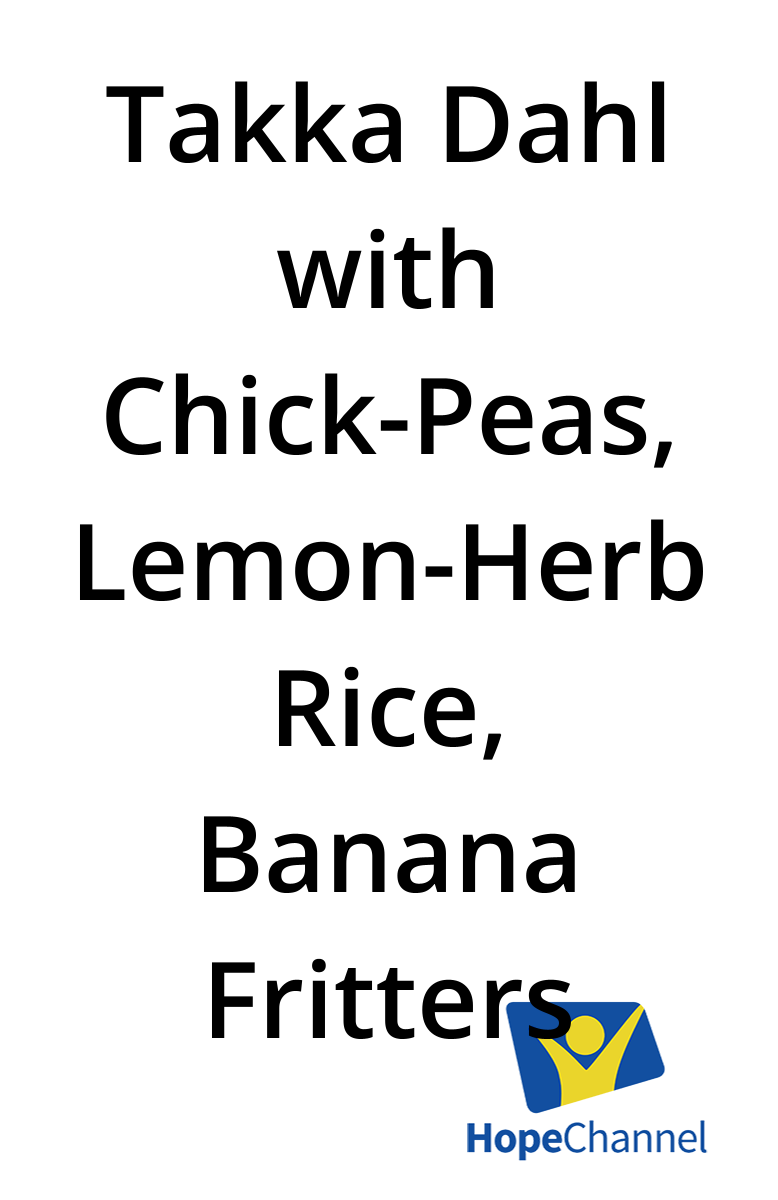 Takka Dahl
with
Chick-Peas,
Lemon-Herb
Rice,
Banana
Fritters
HopeChannel